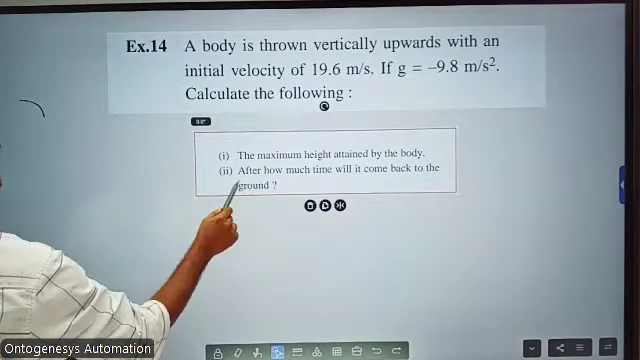 Ex.14 A body is thrown vertically upwards with an
initial velocity of 19.6 m/s. If g = –9.8 m/s².
Calculate the following :
0.0°
(i) The maximum height attained by the body.
(ii) After how much time will it come back to the
ground ?
Ontogenesys Automation